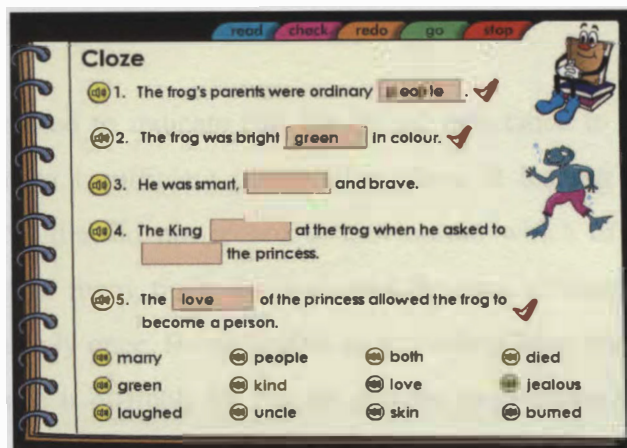 read check redo go stop
Cloze
1. The frog's parents were ordinary people .
2. The frog was bright green in colour.
3. He was smart, and brave.
4. The King at the frog when he asked to
the princess.
5. The love of the princess allowed the frog to
become a person.
marry people both died
green kind love jealous
laughed uncle skin burned